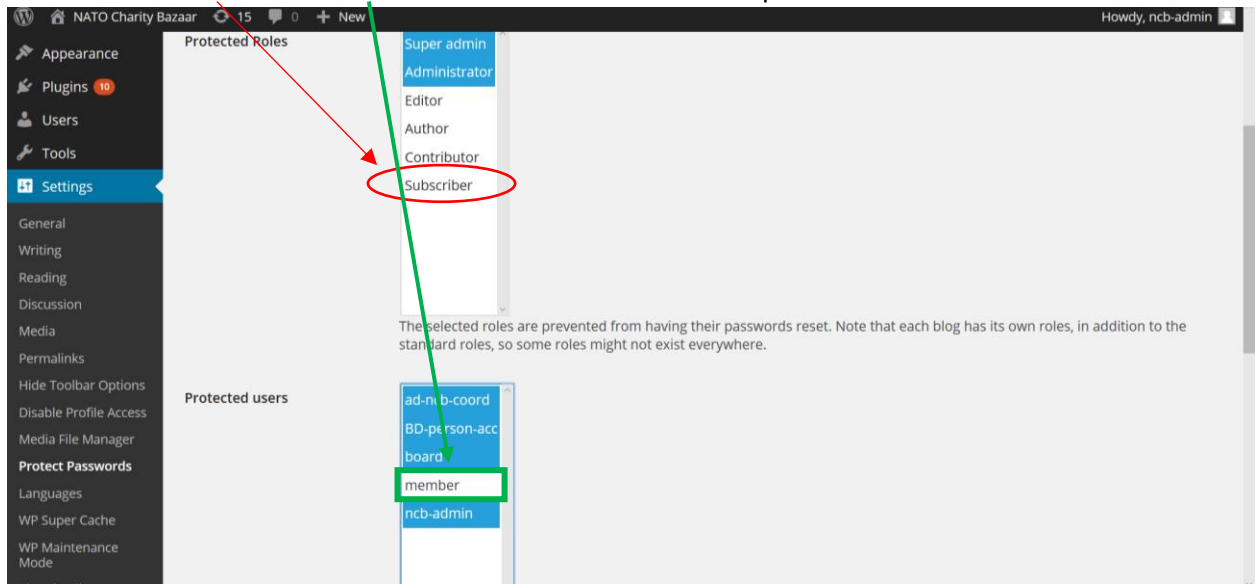 NATO Charity Bazaar 15 0 + New Howdy, ncb-admin
Appearance
Plugins 10
Users
Tools
Settings
General
Writing
Reading
Discussion
Media
Permalinks
Hide Toolbar Options
Disable Profile Access
Media File Manager
Protect Passwords
Languages
WP Super Cache
WP Maintenance
Mode
Protected Roles
Super admin
Administrator
Editor
Author
Contributor
Subscriber
The selected roles are prevented from having their passwords reset. Note that each blog has its own roles, in addition to the
standard roles, so some roles might not exist everywhere.
Protected users
ad-ncb-coord
BD-person-acc
board
member
ncb-admin